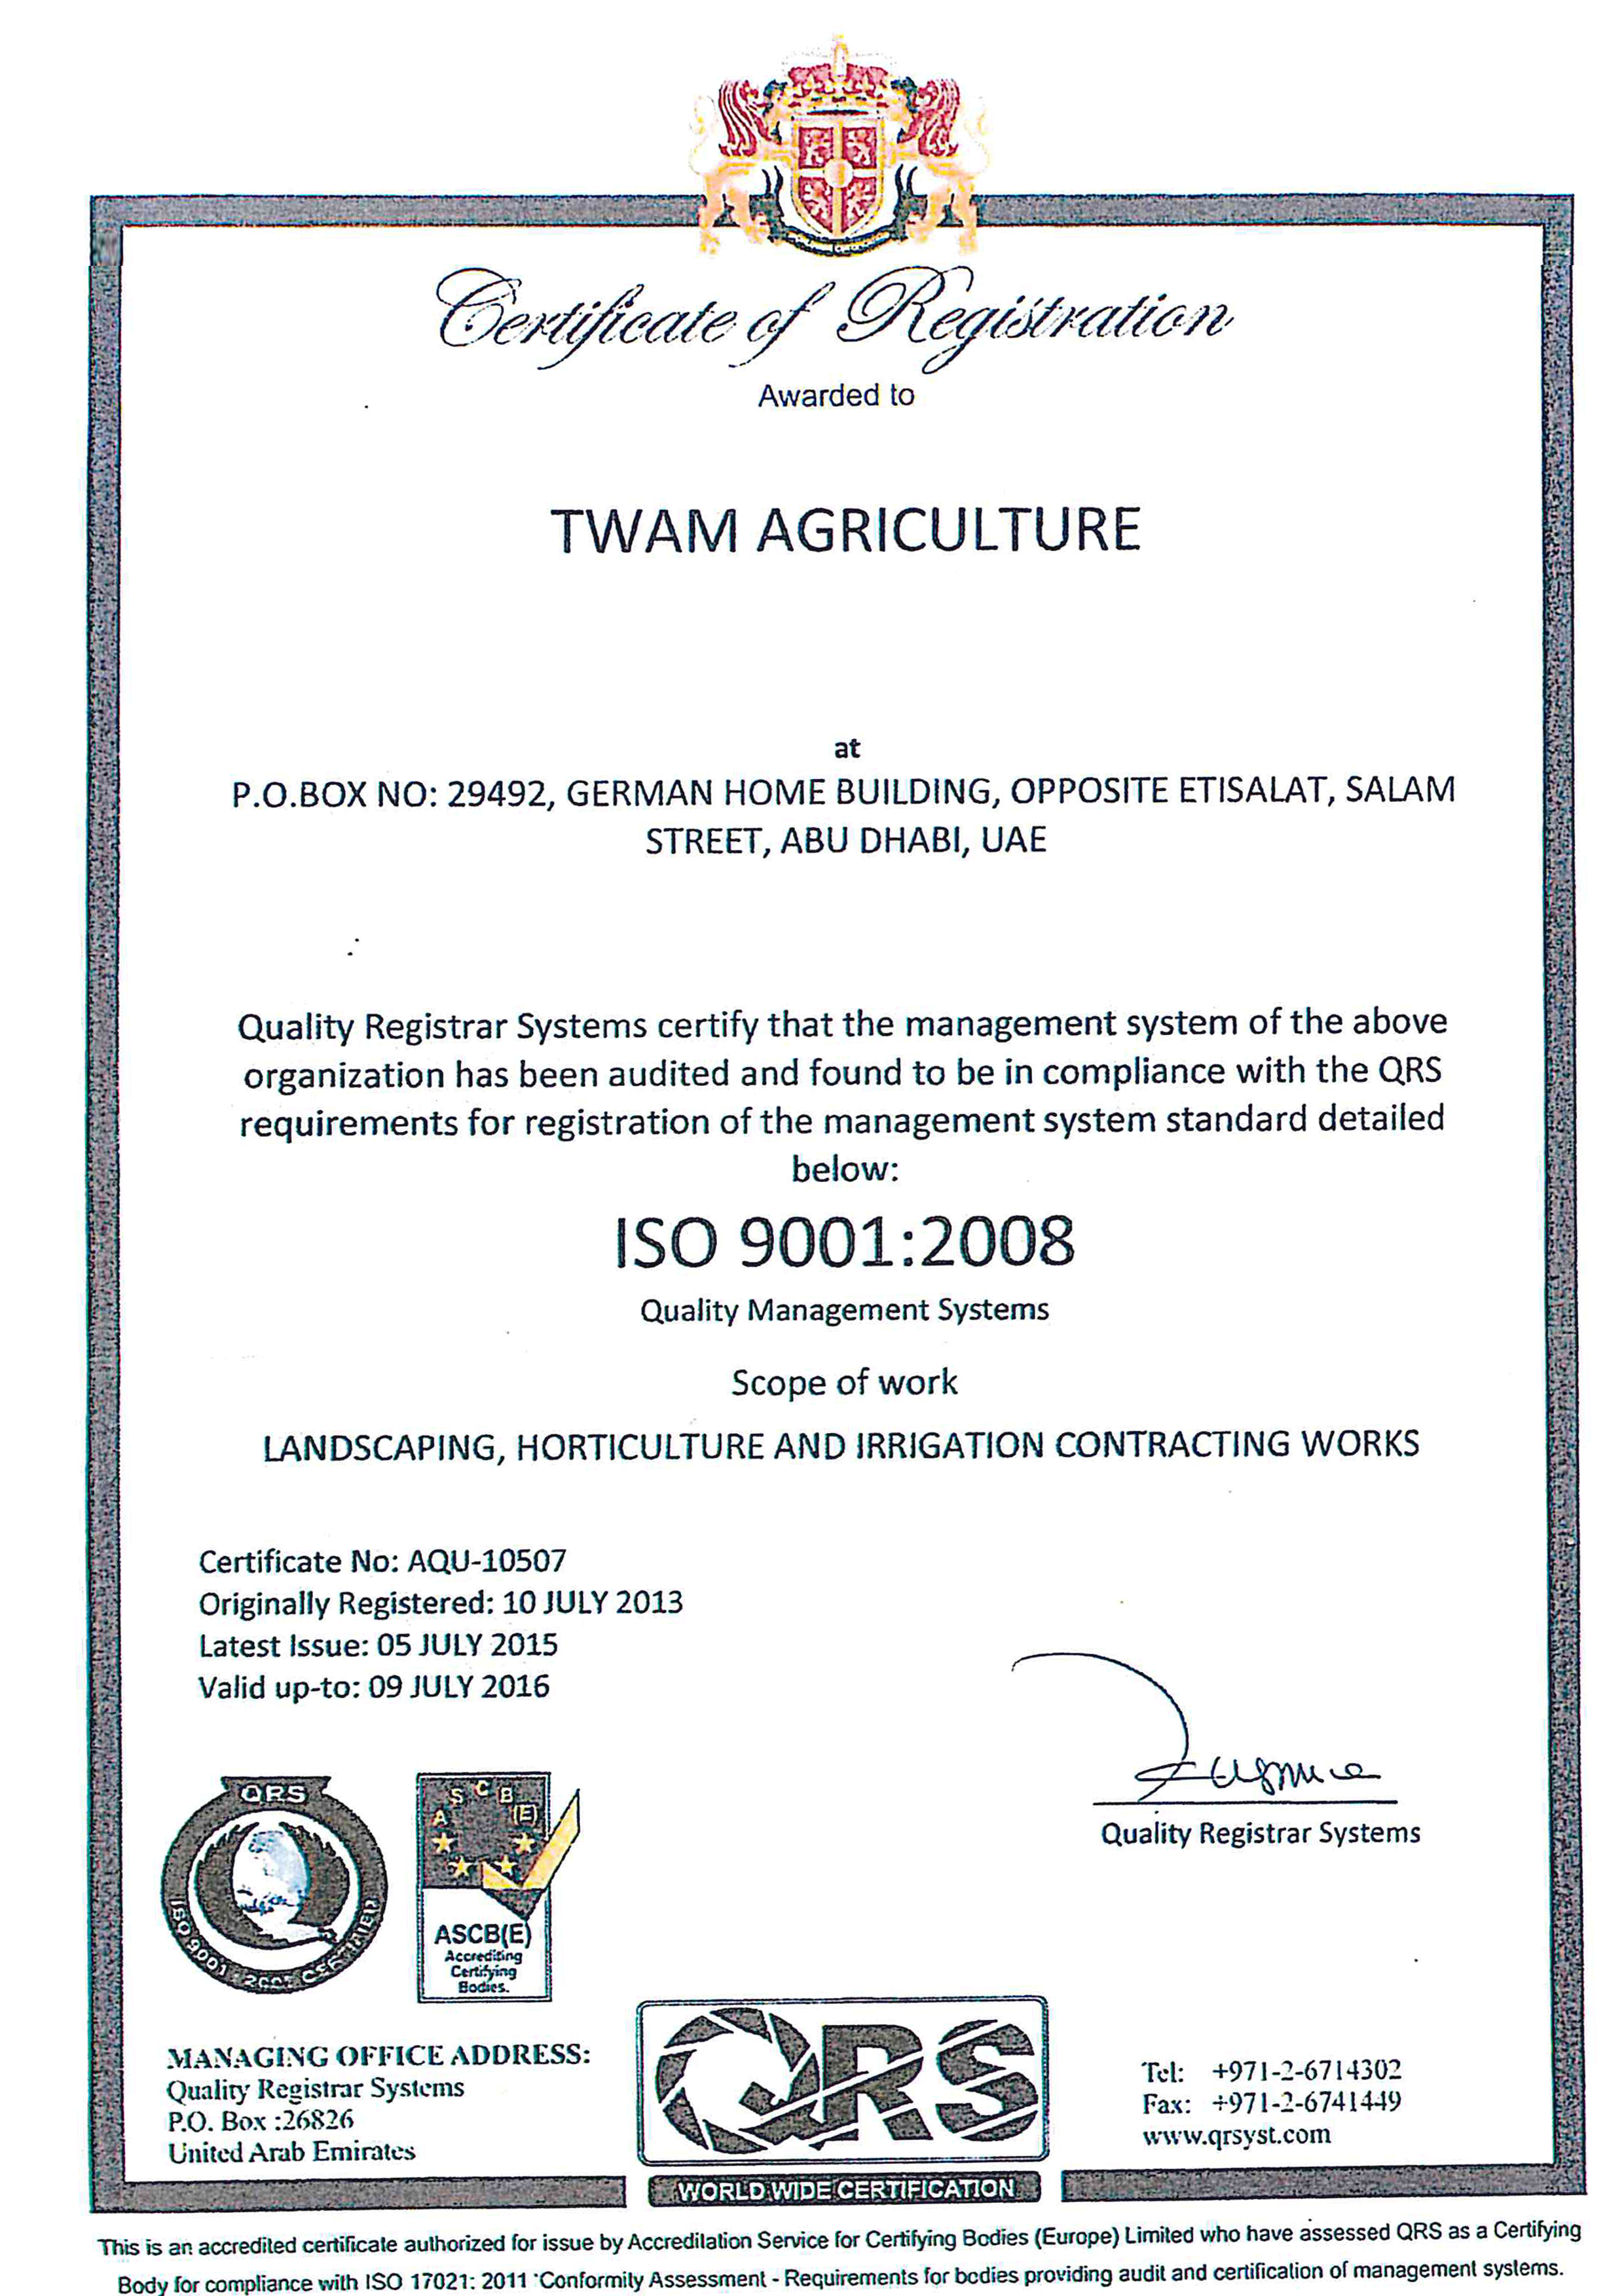 Certificate of Registration
Awarded to
TWAM AGRICULTURE
at
P.O.BOX NO: 29492, GERMAN HOME BUILDING, OPPOSITE ETISALAT, SALAM
STREET, ABU DHABI, UAE
Quality Registrar Systems certify that the management system of the above
organization has been audited and found to be in compliance with the QRS
requirements for registration of the management system standard detailed
below:
ISO 9001:2008
Quality Management Systems
Scope of work
LANDSCAPING, HORTICULTURE AND IRRIGATION CONTRACTING WORKS
Certificate No: AQU-10507
Originally Registered: 10 JULY 2013
Latest Issue: 05 JULY 2015
Valid up-to: 09 JULY 2016
Quality Registrar Systems
QRS
ISO 9001 CERTIFIED
A S C B (E)
ASCB(E)
Accrediting
Certifying
Bodies.
MANAGING OFFICE ADDRESS:
Quality Registrar Systems
P.O. Box :26826
United Arab Emirates
QRS
WORLD WIDE CERTIFICATION
Tel: +971-2-6714302
Fax: +971-2-6741449
www.qrsyst.com
This is an accredited certificate authorized for issue by Accreditation Service for Certifying Bodies (Europe) Limited who have assessed QRS as a Certifying
Body for compliance with ISO 17021: 2011 'Conformity Assessment - Requirements for bodies providing audit and certification of management systems.